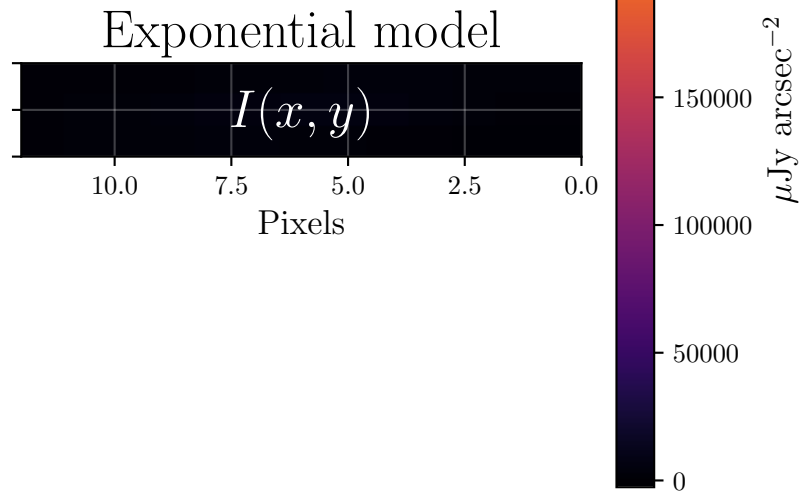 Exponential model
I(x, y)
10.0 7.5 5.0 2.5 0.0
Pixels
150000
100000
50000
0
μJy arcsec⁻²